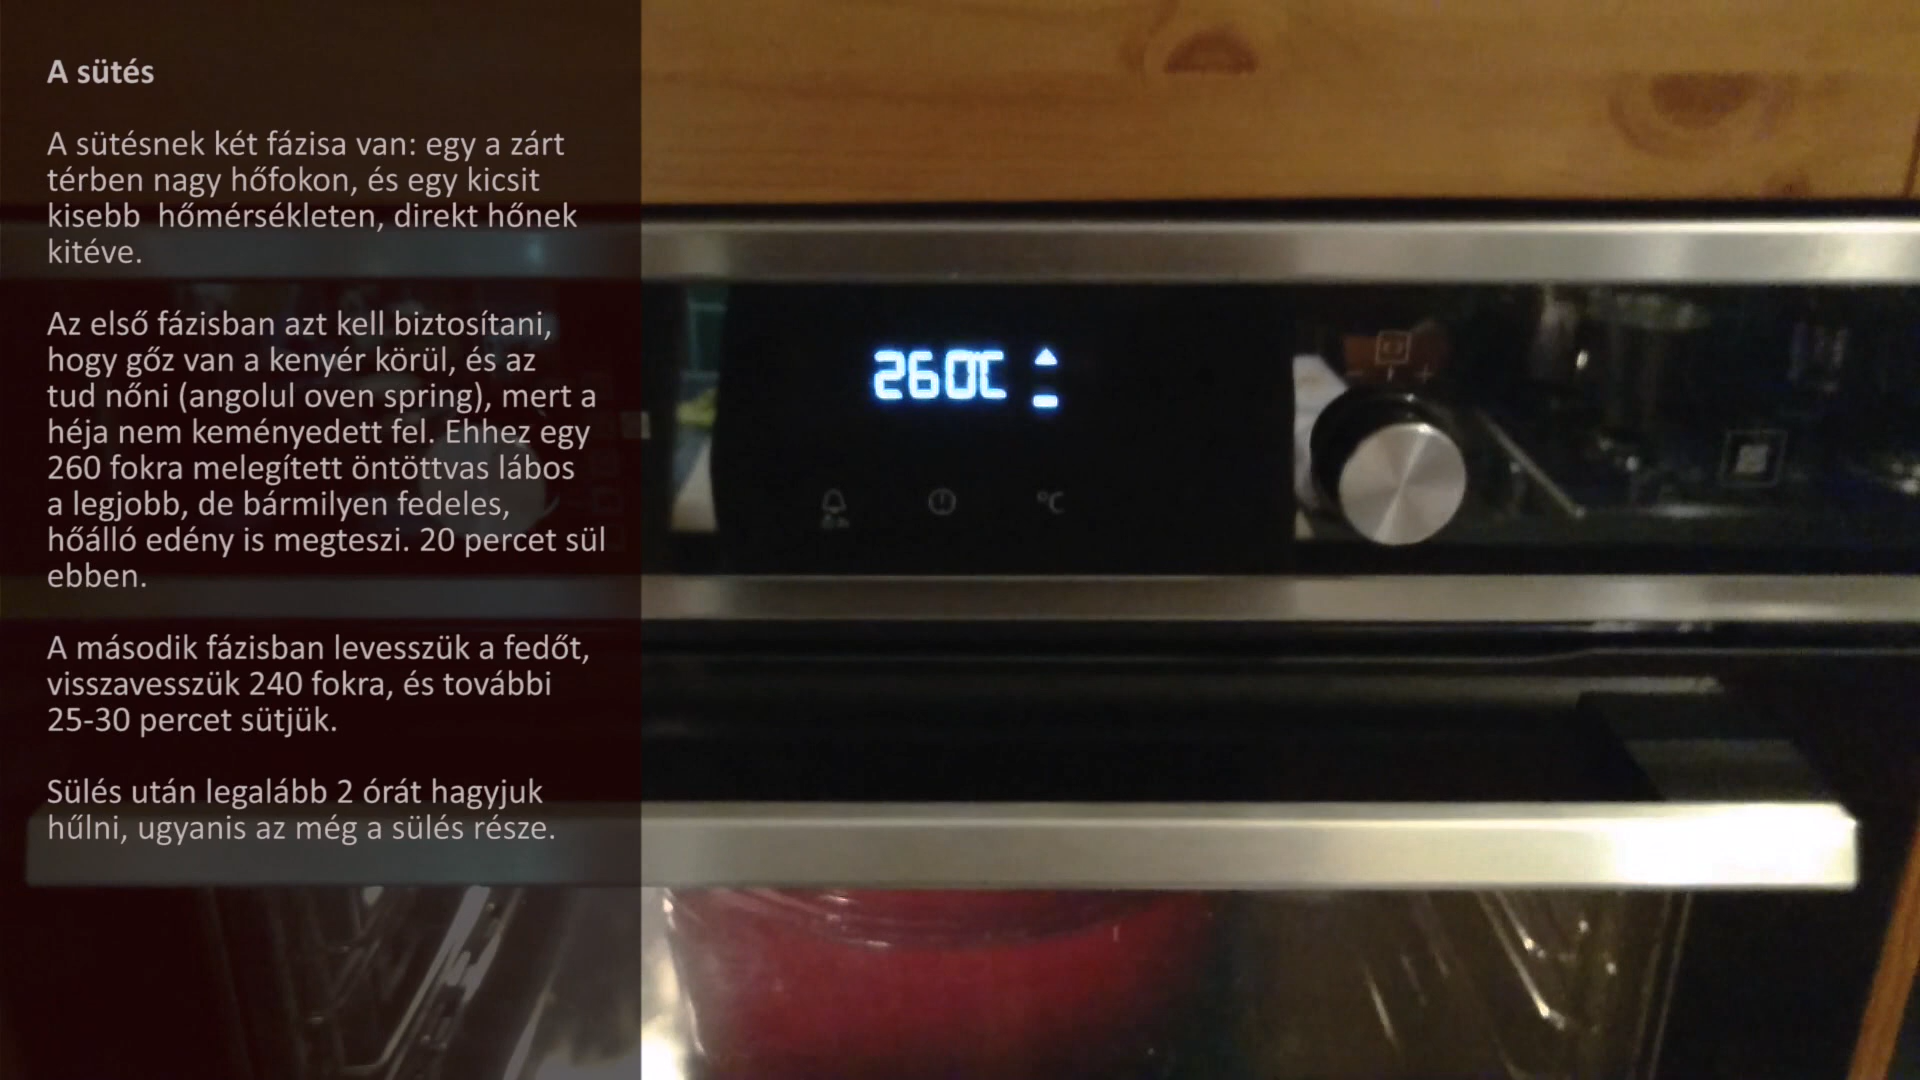 A sütés
A sütésnek két fázisa van: egy a zárt
térben nagy hőfokon, és egy kicsit
kisebb  hőmérsékleten, direkt hőnek
kitéve.
Az első fázisban azt kell biztosítani,
hogy gőz van a kenyér körül, és az
tud nőni (angolul oven spring), mert a
héja nem keményedett fel. Ehhez egy
260 fokra melegített öntöttvas lábos
a legjobb, de bármilyen fedeles,
hőálló edény is megteszi. 20 percet sül
ebben.
A második fázisban levesszük a fedőt,
visszavesszük 240 fokra, és további
25-30 percet sütjük.
Sülés után legalább 2 órát hagyjuk
hűlni, ugyanis az még a sülés része.
260C
°C